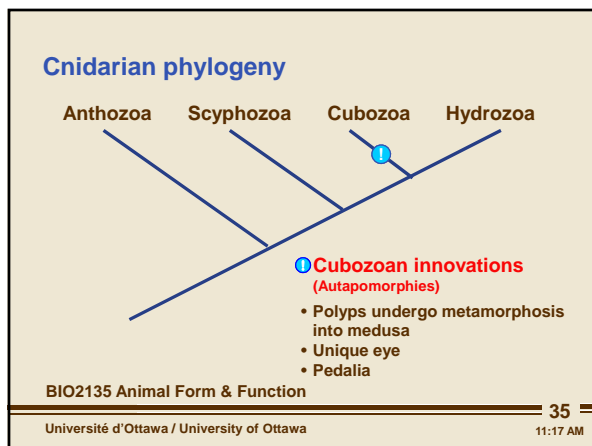 Cnidarian phylogeny
Anthozoa Scyphozoa Cubozoa Hydrozoa
!
! Cubozoan innovations
(Autapomorphies)
• Polyps undergo metamorphosis
into medusa
• Unique eye
• Pedalia
BIO2135 Animal Form & Function
35
Université d'Ottawa / University of Ottawa
11:17 AM